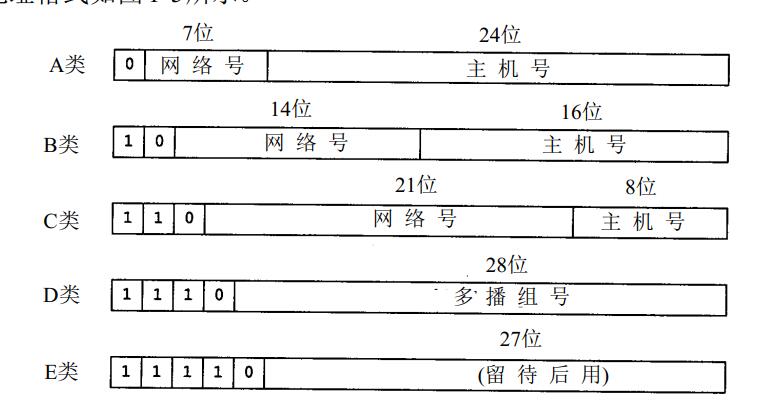 7位 24位
A类 0 网络号 主机号
14位 16位
B类 1 0 网络号 主机号
21位 8位
C类 1 1 0 网络号 主机号
28位
D类 1 1 1 0 多播组号
27位
E类 1 1 1 1 0 (留待后用)